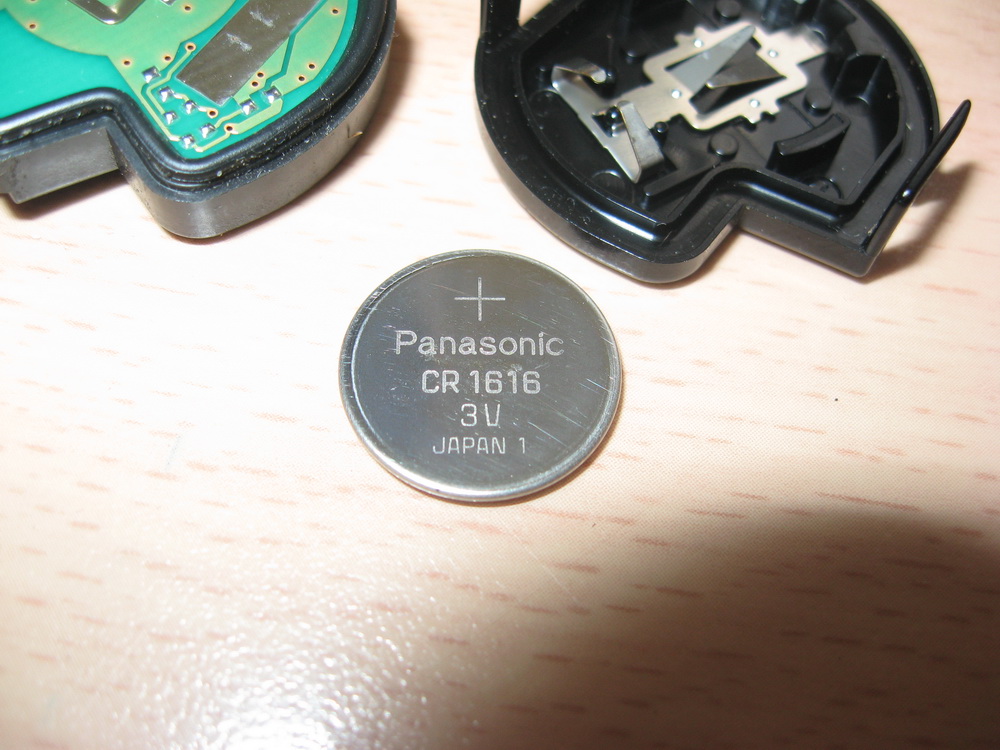 +
Panasonic
CR 1616
3V
JAPAN 1